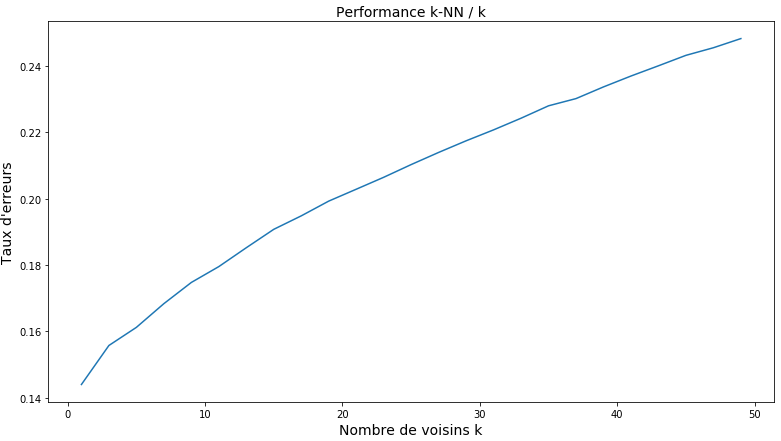 Performance k-NN / k
Taux d'erreurs
0.24
0.22
0.20
0.18
0.16
0.14
0 10 20 30 40 50
Nombre de voisins k